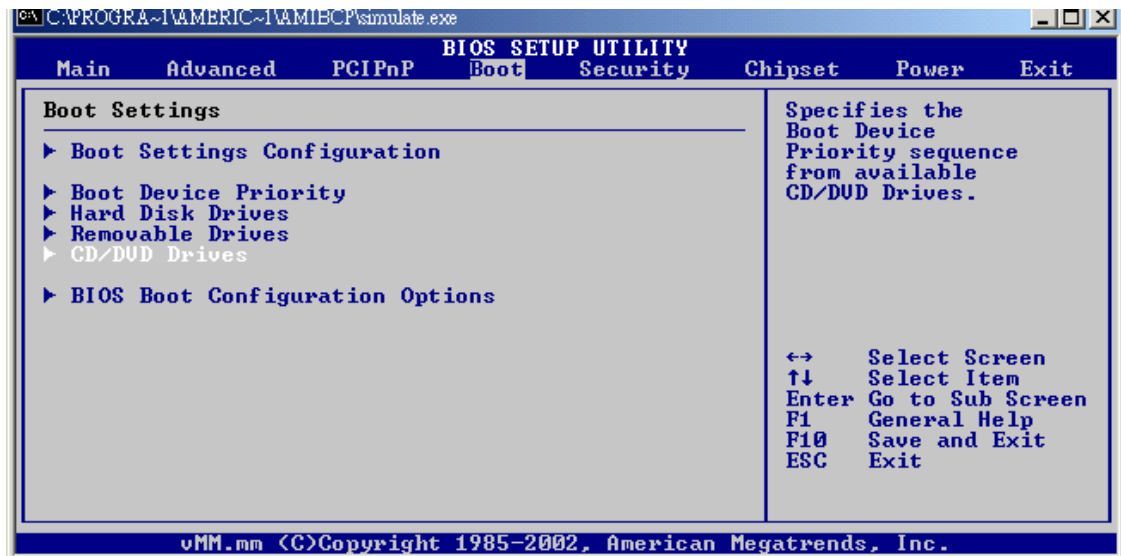 C:\PROGRA~1\AMERIC~1\AMIBCP\simulate.exe
BIOS SETUP UTILITY
Main Advanced PCIPnP Boot Security Chipset Power Exit
Boot Settings
► Boot Settings Configuration
► Boot Device Priority
► Hard Disk Drives
► Removable Drives
► CD/DVD Drives
► BIOS Boot Configuration Options
Specifies the
Boot Device
Priority sequence
from available
CD/DVD Drives.
←→ Select Screen
↑↓ Select Item
Enter Go to Sub Screen
F1 General Help
F10 Save and Exit
ESC Exit
vMM.mm (C)Copyright 1985-2002, American Megatrends, Inc.